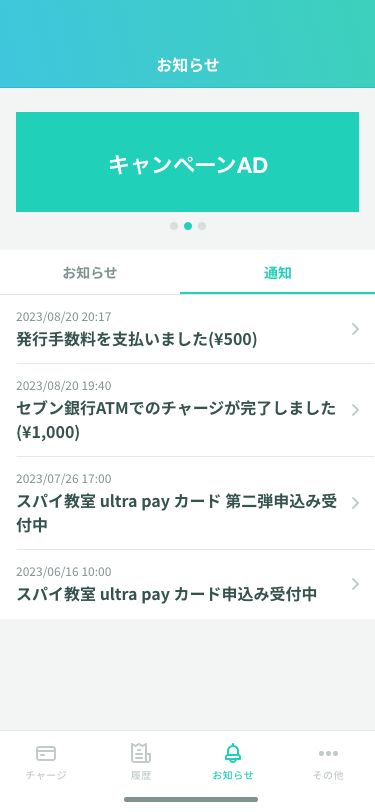 お知らせ
キャンペーンAD
お知らせ
通知
2023/08/20 20:17
発行手数料を支払いました(¥500)
2023/08/20 19:40
セブン銀行ATMでのチャージが完了しました
(¥1,000)
2023/07/26 17:00
スパイ教室 ultra pay カード 第二弾申込み受
付中
2023/06/16 10:00
スパイ教室 ultra pay カード申込み受付中
チャージ
履歴
お知らせ
その他